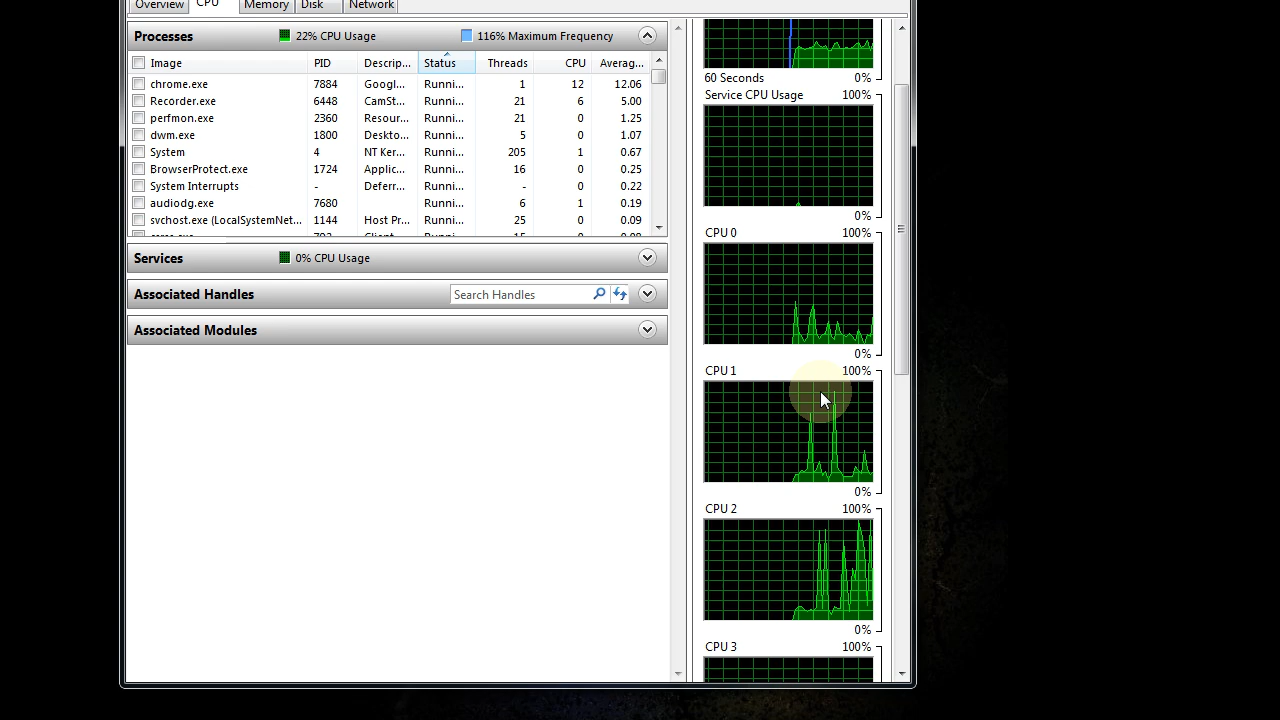 Overview CPU Memory Disk Network
Processes 22% CPU Usage 116% Maximum Frequency
Image PID Descrip... Status Threads CPU Averag...
chrome.exe 7884 Googl... Runni... 1 12 12.06
Recorder.exe 6448 CamSt... Runni... 21 6 5.00
perfmon.exe 2360 Resour... Runni... 21 0 1.25
dwm.exe 1800 Deskto... Runni... 5 0 1.07
System 4 NT Ker... Runni... 205 1 0.67
BrowserProtect.exe 1724 Applic... Runni... 16 0 0.25
System Interrupts - Deferr... Runni... - 0 0.22
audiodg.exe 7680 Runni... 6 1 0.19
svchost.exe (LocalSystemNet... 1144 Host Pr... Runni... 25 0 0.09
Services 0% CPU Usage
Associated Handles Search Handles
Associated Modules
60 Seconds 0%
Service CPU Usage 100%
0%
CPU 0 100%
0%
CPU 1 100%
0%
CPU 2 100%
0%
CPU 3 100%